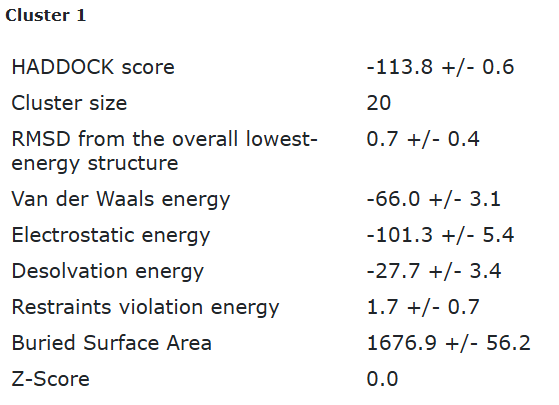 Cluster 1
HADDOCK score -113.8 +/- 0.6
Cluster size 20
RMSD from the overall lowest- 0.7 +/- 0.4
energy structure
Van der Waals energy -66.0 +/- 3.1
Electrostatic energy -101.3 +/- 5.4
Desolvation energy -27.7 +/- 3.4
Restraints violation energy 1.7 +/- 0.7
Buried Surface Area 1676.9 +/- 56.2
Z-Score 0.0